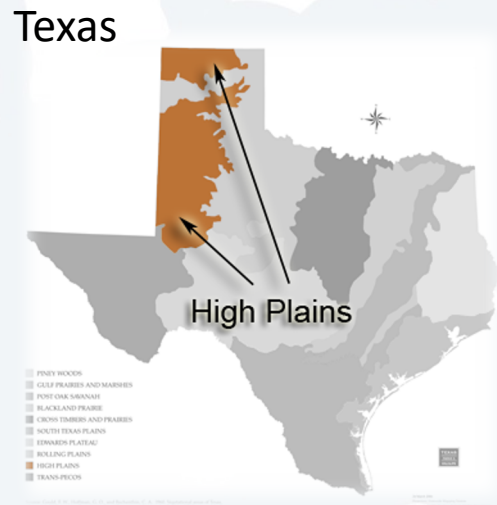 Texas
High Plains
PINEY WOODS
GULF PRAIRIES AND MARSHES
POST OAK SAVANAH
BLACKLAND PRAIRIE
CROSS TIMBERS AND PRAIRIES
SOUTH TEXAS PLAINS
EDWARDS PLATEAU
ROLLING PLAINS
HIGH PLAINS
TRANS-PECOS